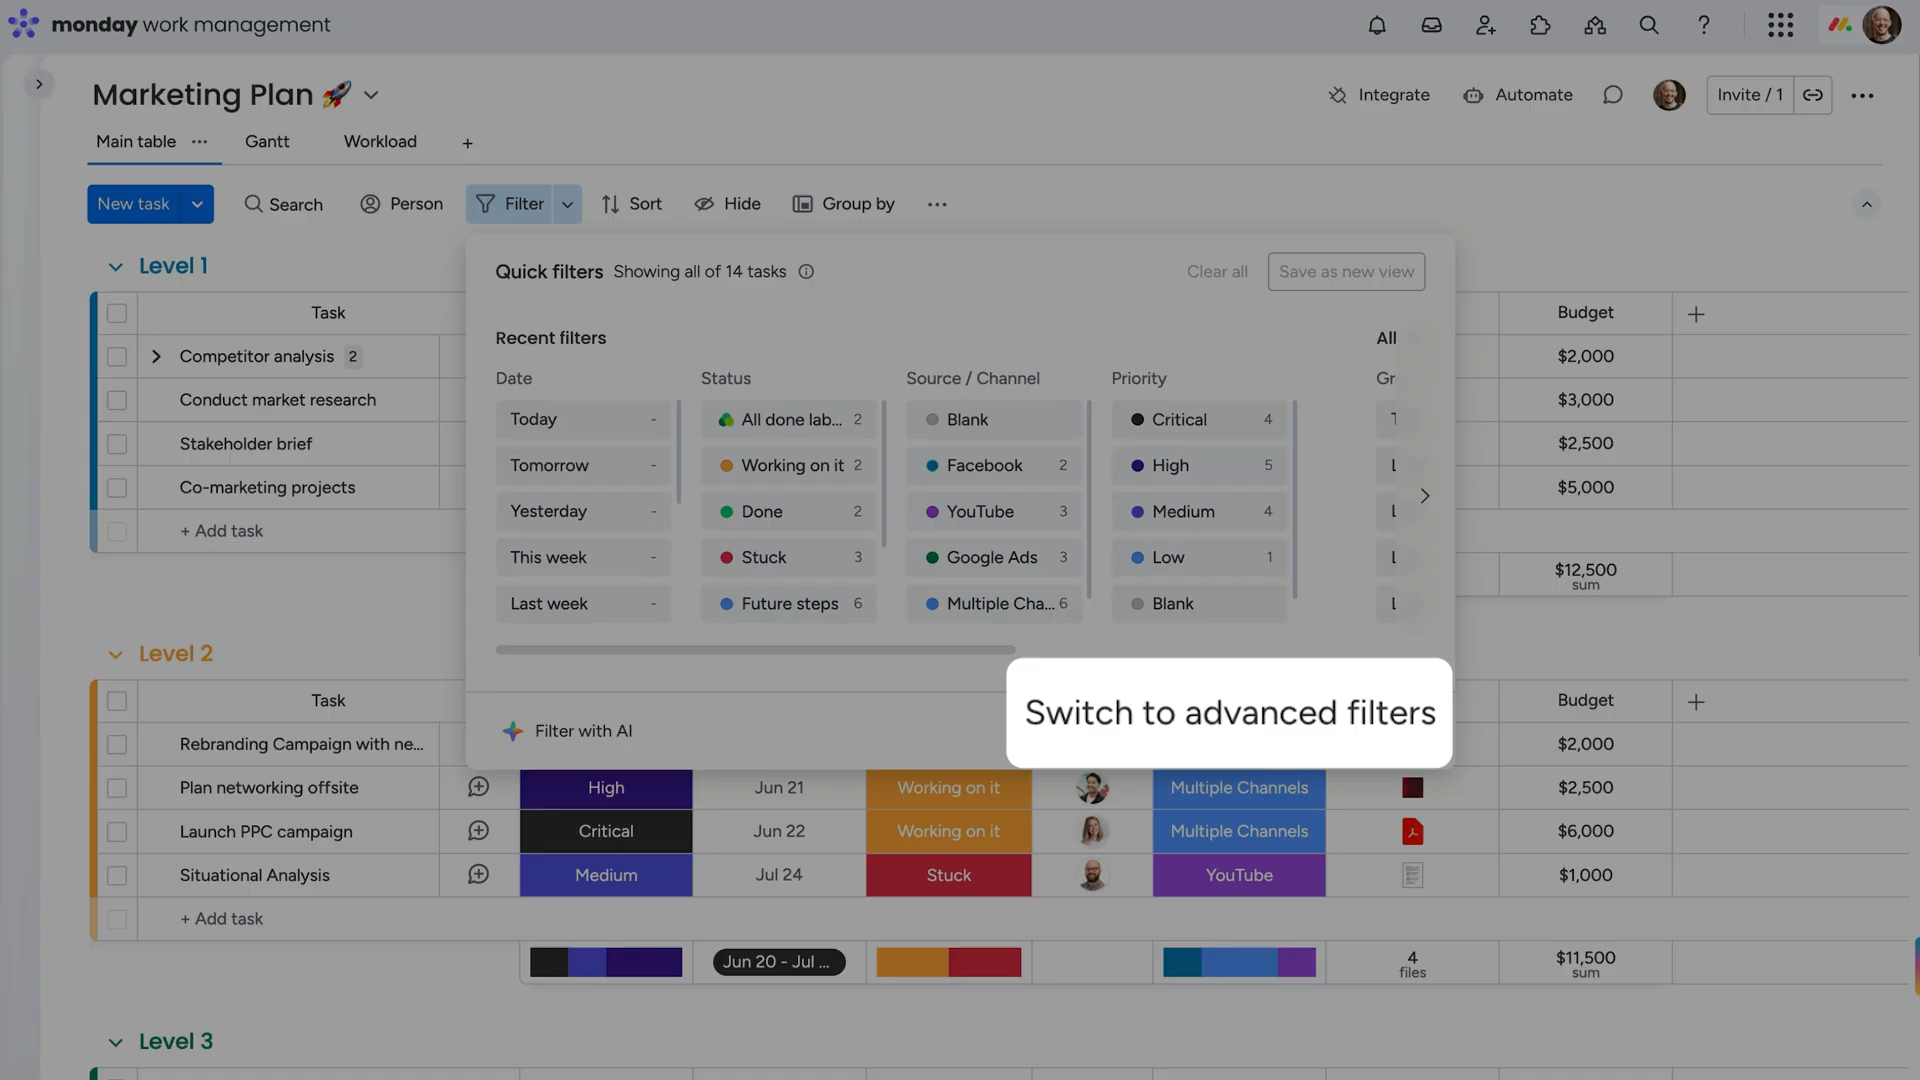 monday work management
Marketing Plan 🚀
Integrate
Automate
Invite / 1
Main table
Gantt
Workload
+
New task
Search
Person
Filter
Sort
Hide
Group by
Level 1
Quick filters
Showing all of 14 tasks
Clear all
Save as new view
Task
Budget
Recent filters
All
Competitor analysis 2
$2,000
Date
Status
Source / Channel
Priority
Gr
Conduct market research
$3,000
Today -
All done lab... 2
Blank
Critical 4
Stakeholder brief
$2,500
Tomorrow -
Working on it 2
Facebook 2
High 5
Co-marketing projects
$5,000
Yesterday -
Done 2
YouTube 3
Medium 4
+ Add task
This week -
Stuck 3
Google Ads 3
Low 1
$12,500
sum
Last week -
Future steps 6
Multiple Cha... 6
Blank
Level 2
Task
Budget
Switch to advanced filters
Filter with AI
Rebranding Campaign with ne...
$2,000
Plan networking offsite
High
Jun 21
Working on it
Multiple Channels
$2,500
Launch PPC campaign
Critical
Jun 22
Working on it
Multiple Channels
$6,000
Situational Analysis
Medium
Jul 24
Stuck
YouTube
$1,000
+ Add task
Jun 20 - Jul ...
4
files
$11,500
sum
Level 3